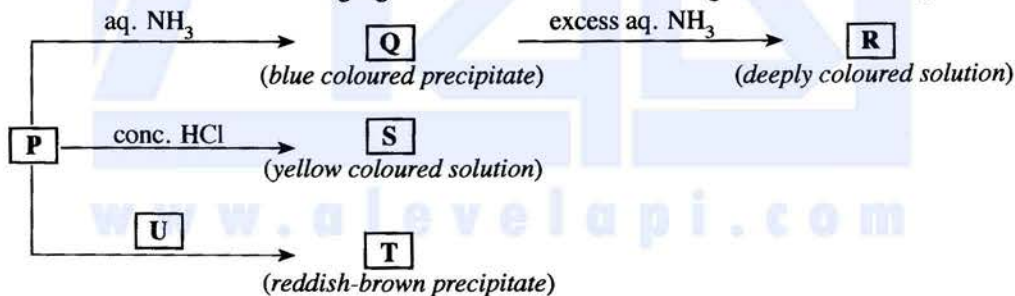 aq. NH₃
Q
(blue coloured precipitate)
excess aq. NH₃
R
(deeply coloured solution)
P
conc. HCl
S
(yellow coloured solution)
www.alevelapi.com
U
T
(reddish-brown precipitate)